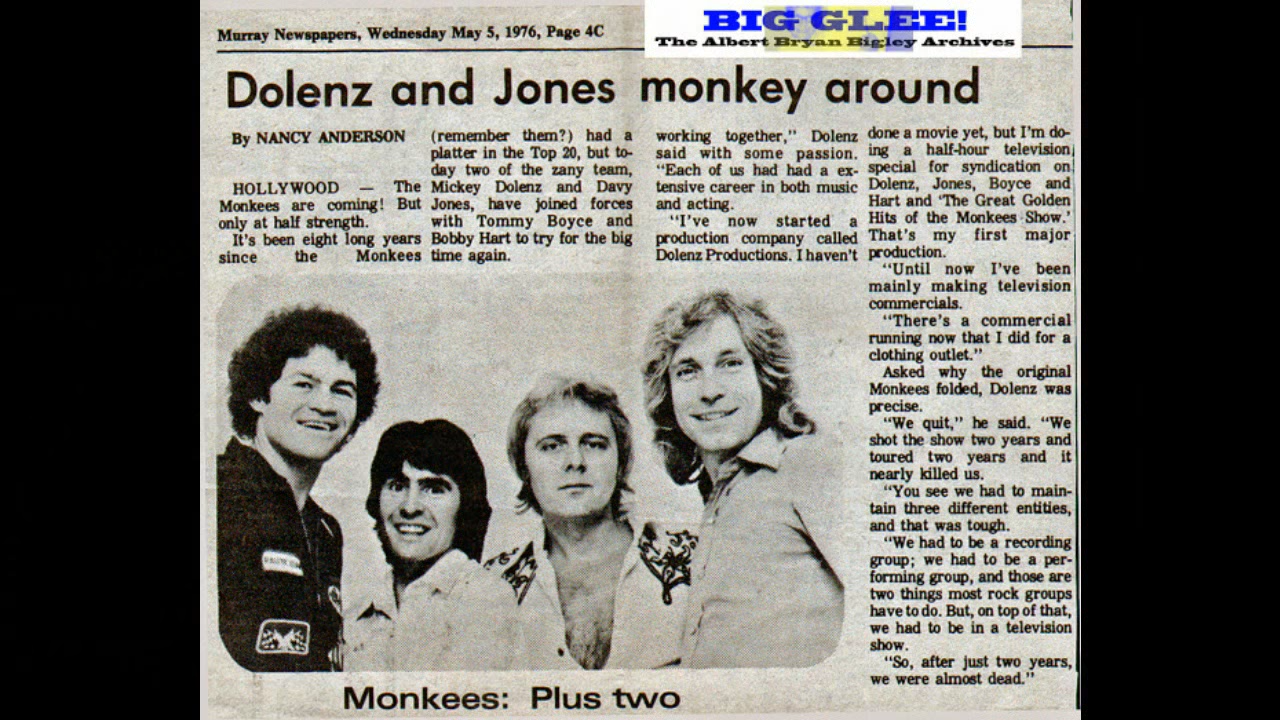 BIG GLEE!
The Albert Bryan Bigley Archives
Murray Newspapers, Wednesday May 5, 1976, Page 4C
Dolenz and Jones monkey around
By NANCY ANDERSON
HOLLYWOOD — The
Monkees are coming! But
only at half strength.
It's been eight long years
since the Monkees
(remember them?) had a
platter in the Top 20, but to-
day two of the zany team,
Mickey Dolenz and Davy
Jones, have joined forces
with Tommy Boyce and
Bobby Hart to try for the big
time again.
working together," Dolenz
said with some passion.
"Each of us had had a ex-
tensive career in both music
and acting.
"I've now started a
production company called
Dolenz Productions. I haven't
done a movie yet, but I'm do-
ing a half-hour television
special for syndication on
Dolenz, Jones, Boyce and
Hart and 'The Great Golden
Hits of the Monkees Show.'
That's my first major
production.
"Until now I've been
mainly making television
commercials.
"There's a commercial
running now that I did for a
clothing outlet."
Asked why the original
Monkees folded, Dolenz was
precise.
"We quit," he said. "We
shot the show two years and
toured two years and it
nearly killed us.
"You see we had to main-
tain three different entities,
and that was tough.
"We had to be a recording
group; we had to be a per-
forming group, and those are
two things most rock groups
have to do. But, on top of that,
we had to be in a television
show.
"So, after just two years,
we were almost dead."
Monkees: Plus two